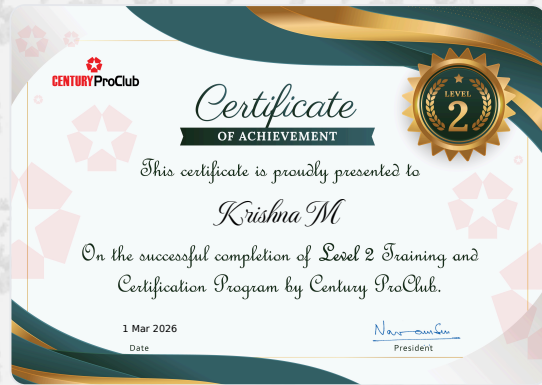 CENTURY ProClub
LEVEL
2
Certificate
OF ACHIEVEMENT
This certificate is proudly presented to
Krishna M
On the successful completion of Level 2 Training and
Certification Program by Century ProClub.
1 Mar 2026
Date
President